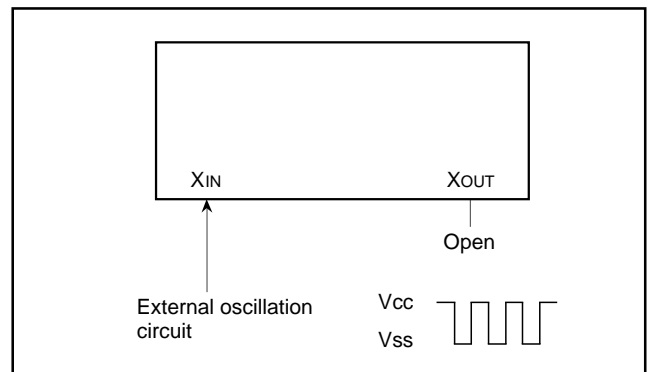 XIN XOUT
Open
External oscillation
circuit
Vcc
Vss